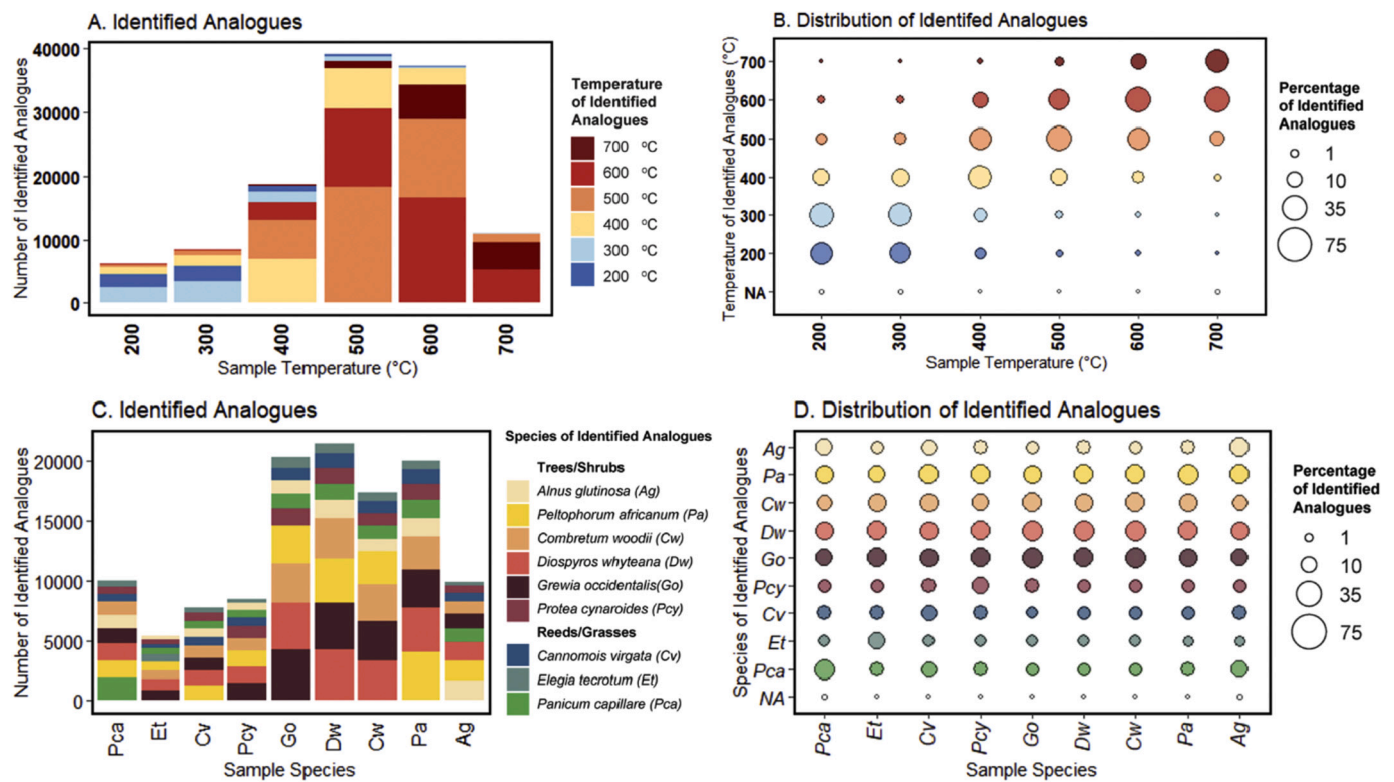 A. Identified Analogues
Number of Identified Analogues
40000
30000
20000
10000
0
200
300
400
500
600
700
Sample Temperature (°C)
Temperature
of Identified
Analogues
700 °C
600 °C
500 °C
400 °C
300 °C
200 °C
B. Distribution of Identifed Analogues
Temperature of Identified Analogues (°C)
700
600
500
400
300
200
NA
200
300
400
500
600
700
Sample Temperature (°C)
Percentage
of Identified
Analogues
1
10
35
75
C. Identified Analogues
Number of Identified Analogues
20000
15000
10000
5000
0
Pca
Et
Cv
Pcy
Go
Dw
Cw
Pa
Ag
Sample Species
Species of Identified Analogues
Trees/Shrubs
Alnus glutinosa (Ag)
Peltophorum africanum (Pa)
Combretum woodii (Cw)
Diospyros whyteana (Dw)
Grewia occidentalis(Go)
Protea cynaroides (Pcy)
Reeds/Grasses
Cannomois virgata (Cv)
Elegia tecrotum (Et)
Panicum capillare (Pca)
D. Distribution of Identified Analogues
Species of Identified Analogues
Ag
Pa
Cw
Dw
Go
Pcy
Cv
Et
Pca
NA
Pca
Et
Cv
Pcy
Go
Dw
Cw
Pa
Ag
Sample Species
Percentage
of Identified
Analogues
1
10
35
75